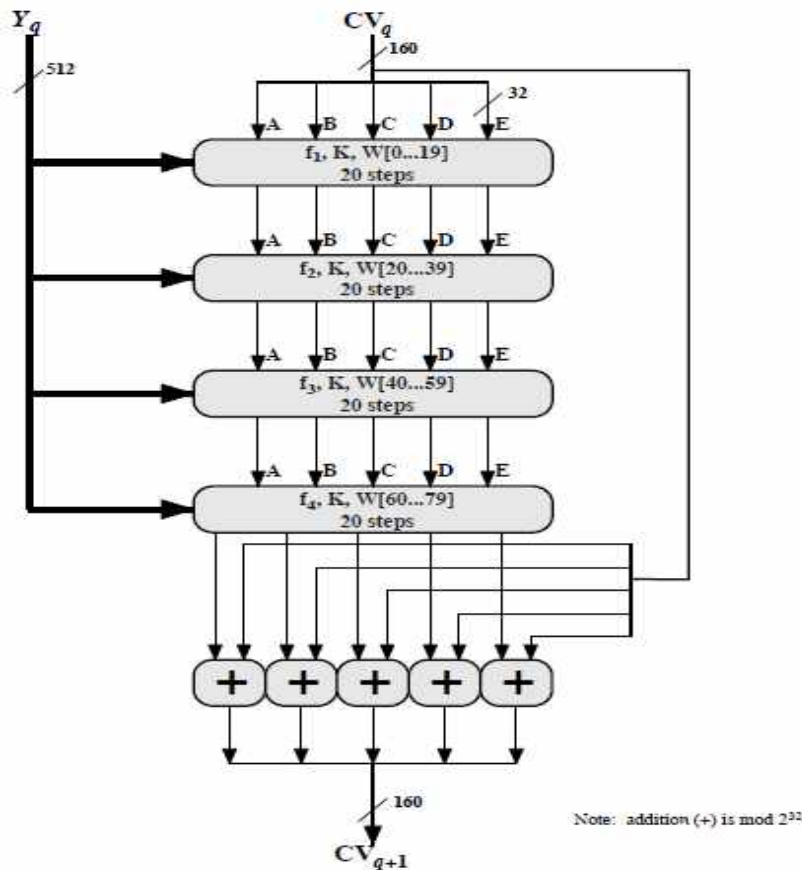 Y_q
CV_q
160
512
32
A B C D E
f₁, K, W[0...19]
20 steps
A B C D E
f₂, K, W[20...39]
20 steps
A B C D E
f₃, K, W[40...59]
20 steps
A B C D E
f₄, K, W[60...79]
20 steps
+ + + + +
160
Note: addition (+) is mod 2³²
CV_{q+1}